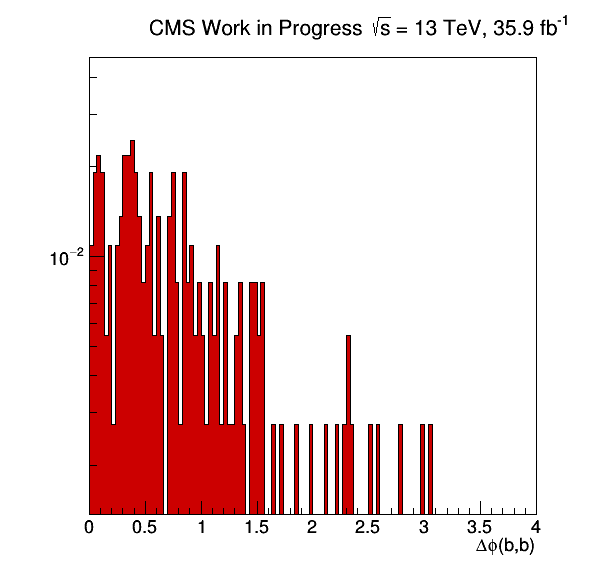 CMS Work in Progress √s = 13 TeV, 35.9 fb⁻¹
10⁻²
0 0.5 1 1.5 2 2.5 3 3.5 4
Δϕ(b,b)